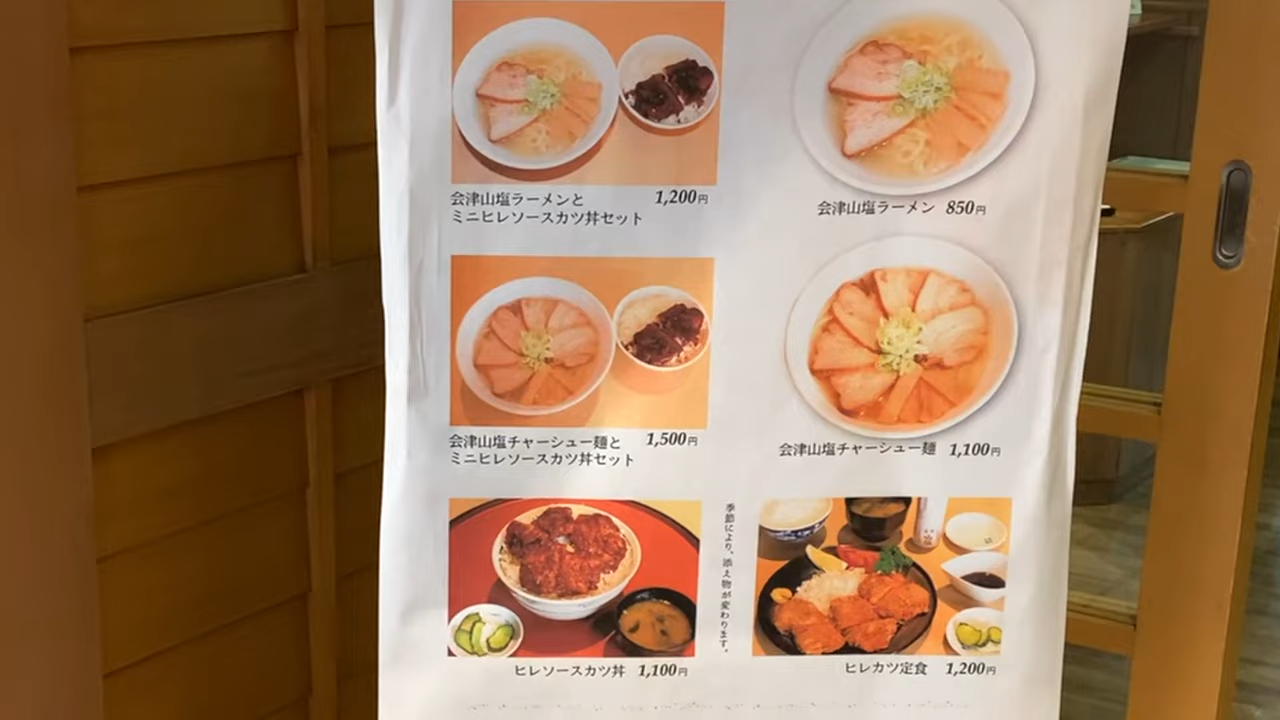 会津山塩ラーメンと
ミニヒレソースカツ丼セット
1,200円
会津山塩ラーメン 850円
会津山塩チャーシュー麺と
ミニヒレソースカツ丼セット
1,500円
会津山塩チャーシュー麺 1,100円
ヒレソースカツ丼 1,100円
季節により、添え物が変わります。
ヒレカツ定食 1,200円